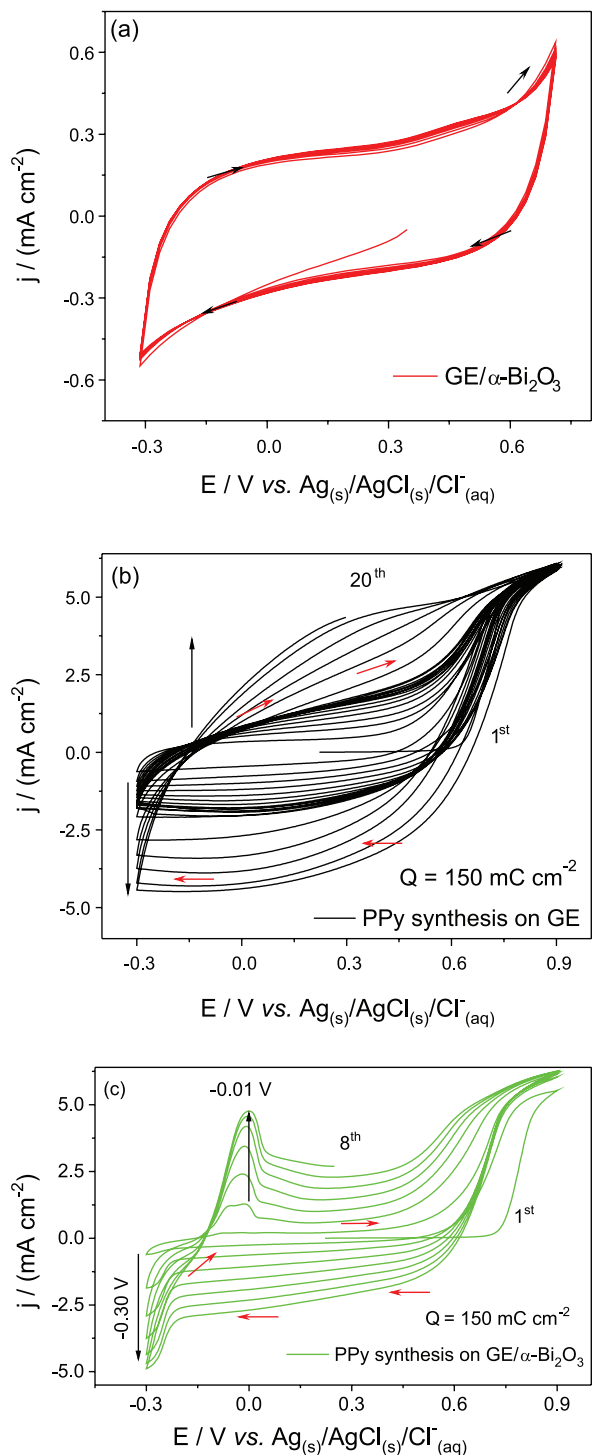 (a)
0.6
0.3
0.0
-0.3
-0.6
j / (mA cm⁻²)
GE/α-Bi₂O₃
-0.3 0.0 0.3 0.6
E / V vs. Ag₍ₛ₎/AgCl₍ₛ₎/Cl⁻(aq)
(b)
20th
5.0
2.5
0.0
-2.5
-5.0
j / (mA cm⁻²)
1st
Q = 150 mC cm⁻²
PPy synthesis on GE
-0.3 0.0 0.3 0.6 0.9
E / V vs. Ag₍ₛ₎/AgCl₍ₛ₎/Cl⁻(aq)
(c)
-0.01 V
5.0
2.5
0.0
-2.5
-5.0
j / (mA cm⁻²)
8th
1st
-0.30 V
Q = 150 mC cm⁻²
PPy synthesis on GE/α-Bi₂O₃
-0.3 0.0 0.3 0.6 0.9
E / V vs. Ag₍ₛ₎/AgCl₍ₛ₎/Cl⁻(aq)